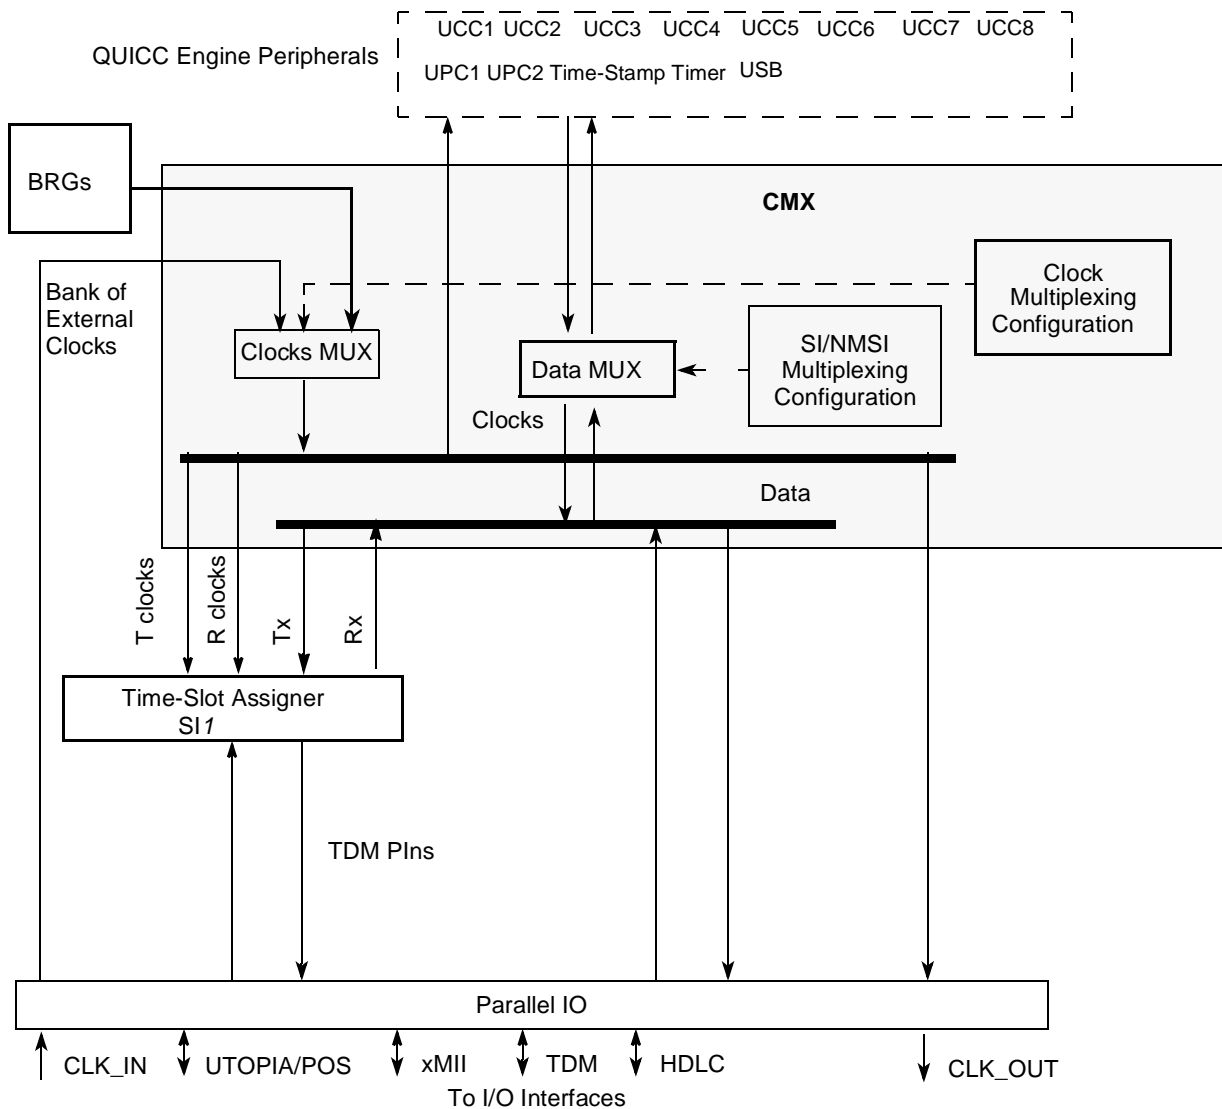 UCC1 UCC2 UCC3 UCC4 UCC5 UCC6 UCC7 UCC8
QUICC Engine Peripherals
UPC1 UPC2 Time-Stamp Timer USB
BRGs
CMX
Bank of
External
Clocks
Clock
Multiplexing
Configuration
Clocks MUX
Data MUX
SI/NMSI
Multiplexing
Configuration
Clocks
Data
T clocks
R clocks
Tx
Rx
Time-Slot Assigner
SI1
TDM PIns
Parallel IO
CLK_IN
UTOPIA/POS
xMII
TDM
HDLC
CLK_OUT
To I/O Interfaces